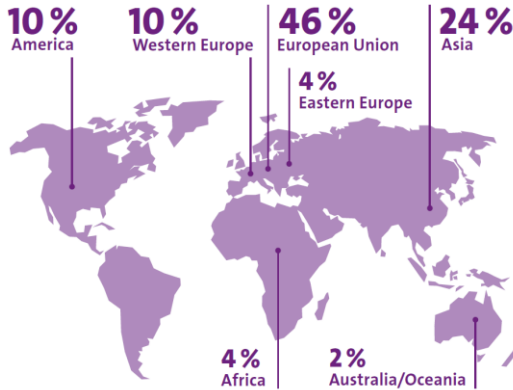 10 %
America
10 %
Western Europe
46 %
European Union
24 %
Asia
4 %
Eastern Europe
4 %
Africa
2 %
Australia/Oceania